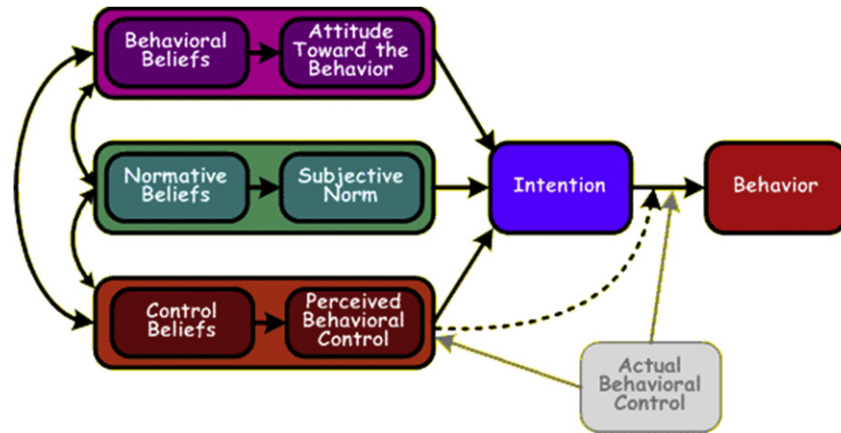 Behavioral
Beliefs
Attitude
Toward the
Behavior
Normative
Beliefs
Subjective
Norm
Intention
Behavior
Control
Beliefs
Perceived
Behavioral
Control
Actual
Behavioral
Control